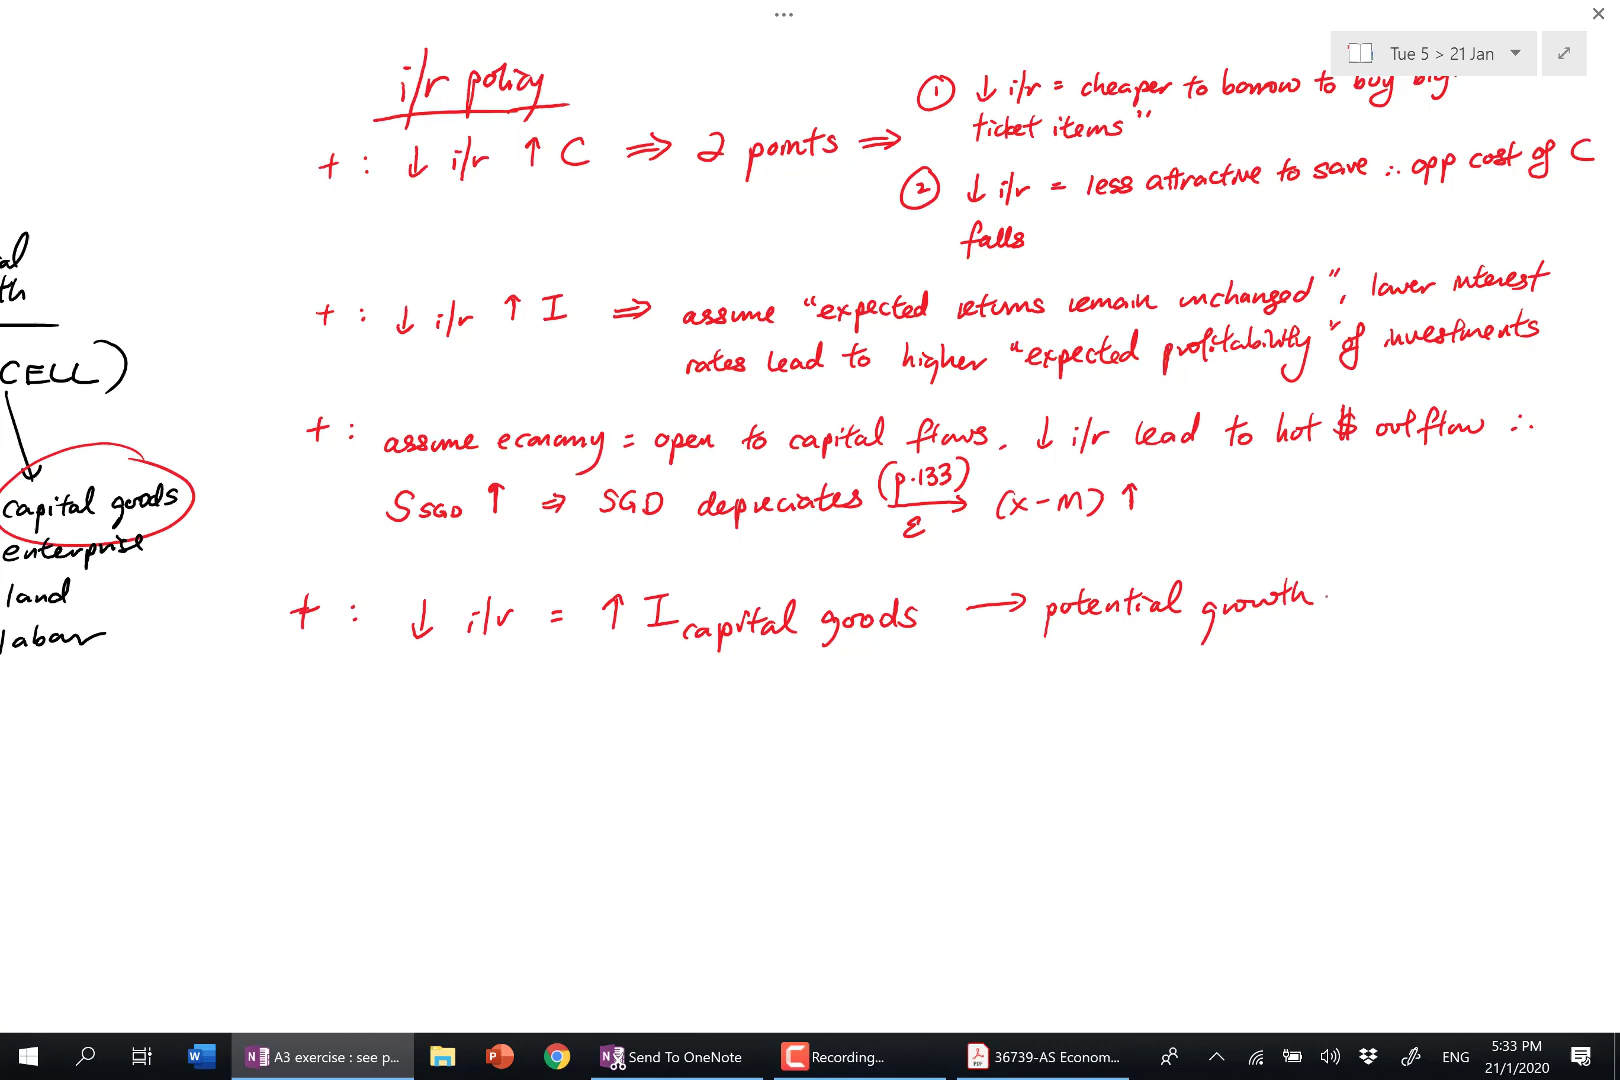 Tue 5 > 21 Jan
i/r policy
+ : ↓ i/r ↑ C ⇒ 2 points ⇒
① ↓ i/r = cheaper to borrow to buy big
ticket items"
② ↓ i/r = less attractive to save ∴ opp cost of C
falls
+ : ↓ i/r ↑ I ⇒ assume "expected returns remain unchanged", lower interest
rates lead to higher "expected profitability" of investments
+ : assume economy = open to capital flows. ↓ i/r lead to hot $ outflow ∴
S SGD ↑ ⇒ SGD depreciates (p.133) → ε (X-M) ↑
+ : ↓ i/r = ↑ I capital goods → potential growth.
al
th
CELL)
capital goods
enterprise
land
labour
A3 exercise : see p...
Send To OneNote
Recording...
36739-AS Econom...
ENG
5:33 PM
21/1/2020